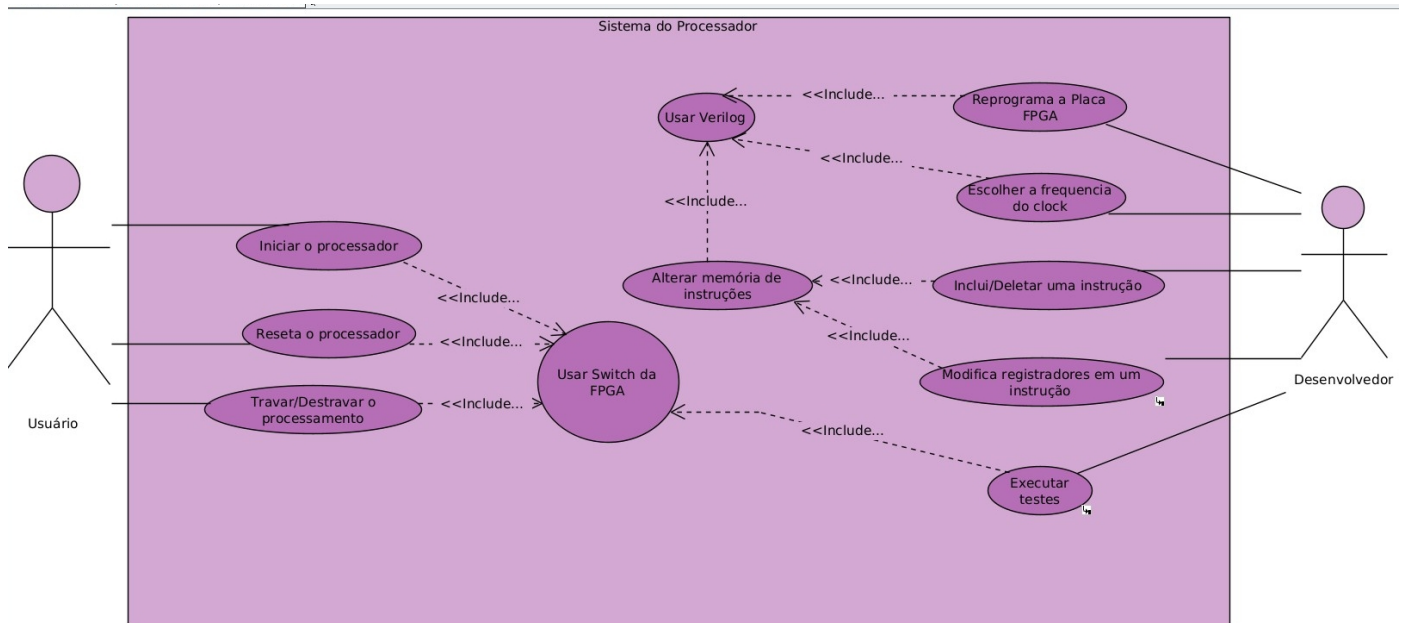 Sistema do Processador
<<Include...
Reprograma a Placa
FPGA
Usar Verilog
<<Include...
Escolher a frequencia
do clock
<<Include...
Iniciar o processador
Alterar memória de
instruções
<<Include...
Inclui/Deletar uma instrução
<<Include...
Reseta o processador
<<Include...
<<Include...
Usar Switch da
FPGA
Modifica registradores em um
instrução
Desenvolvedor
Travar/Destravar o
processamento
<<Include...
Usuário
<<Include...
Executar
testes